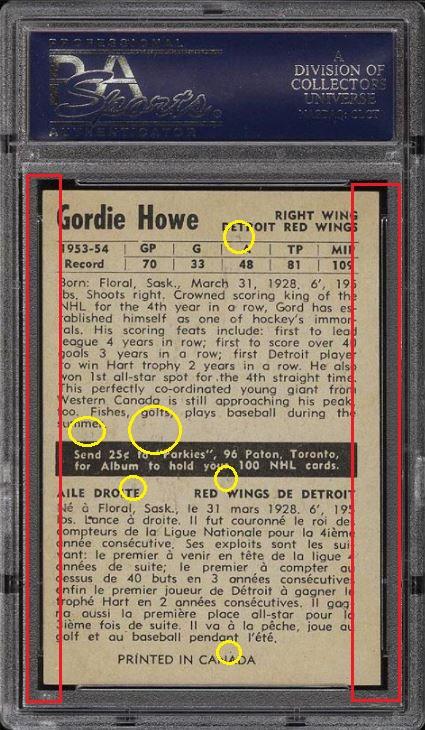 PROFESSIONAL
PSA
Sports
AUTHENTICATOR
A
DIVISION OF
COLLECTORS
UNIVERSE
NASDAQ: CLCT
Gordie Howe
RIGHT WING
DETROIT RED WINGS
1953-54 GP G A TP MIN
Record 70 33 48 81 109
Born: Floral, Sask., March 31, 1928, 6', 195
lbs. Shoots right. Crowned scoring king of the
NHL for the 4th year in a row, Gord has es-
tablished himself as one of hockey's immor-
tals. His scoring feats include: first to lead
league 4 years in row; first to score over 40
goals 3 years in a row; first Detroit player
to win Hart trophy 2 years in a row. He also
won 1st all-star spot for the 4th straight time.
This perfectly co-ordinated young giant from
Western Canada is still approaching his peak,
too. Fishes, golfs, plays baseball during the
summer.
Send 25¢ to "Parkies", 96 Paton, Toronto,
for Album to hold your 100 NHL cards.
AILE DROITE RED WINGS DE DETROIT
Né à Floral, Sask., le 31 mars 1928. 6', 195
lbs. Lance à droite. Il fut couronné le roi des
compteurs de la Ligue Nationale pour la 4ième
année consécutive. Ses exploits sont les sui-
vant: le premier à venir en tête de la ligue 4
années de suite; le premier à compter au
dessus de 40 buts en 3 années consécutives
enfin le premier joueur de Détroit à gagner le
trophé Hart en 2 années consécutives. Il gag-
na aussi la première place all-star pour la
3ième fois de suite. Il va à la pêche, joue au
golf et au baseball pendant l'été.
PRINTED IN CANADA